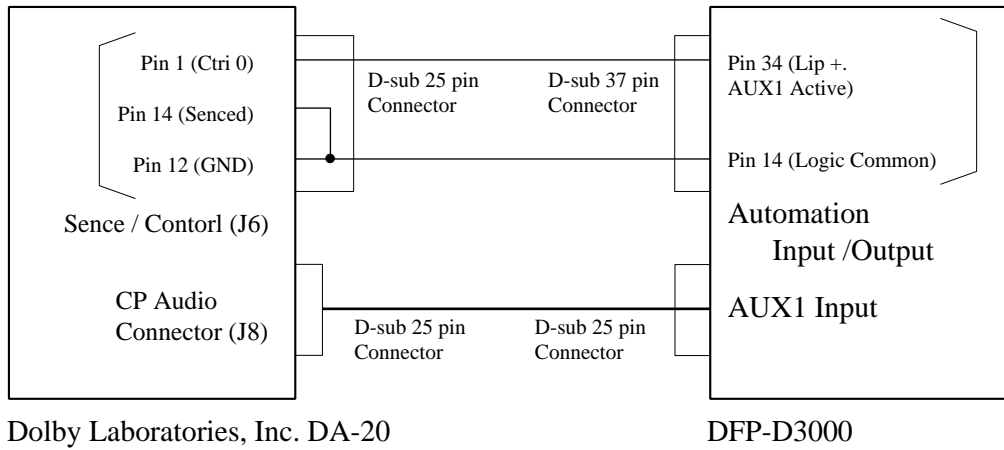 Pin 1 (Ctri 0)
Pin 14 (Senced)
Pin 12 (GND)
Sence / Contorl (J6)
CP Audio
Connector (J8)
D-sub 25 pin
Connector
D-sub 37 pin
Connector
D-sub 25 pin
Connector
D-sub 25 pin
Connector
Pin 34 (Lip +.
AUX1 Active)
Pin 14 (Logic Common)
Automation
Input /Output
AUX1 Input
Dolby Laboratories, Inc. DA-20
DFP-D3000